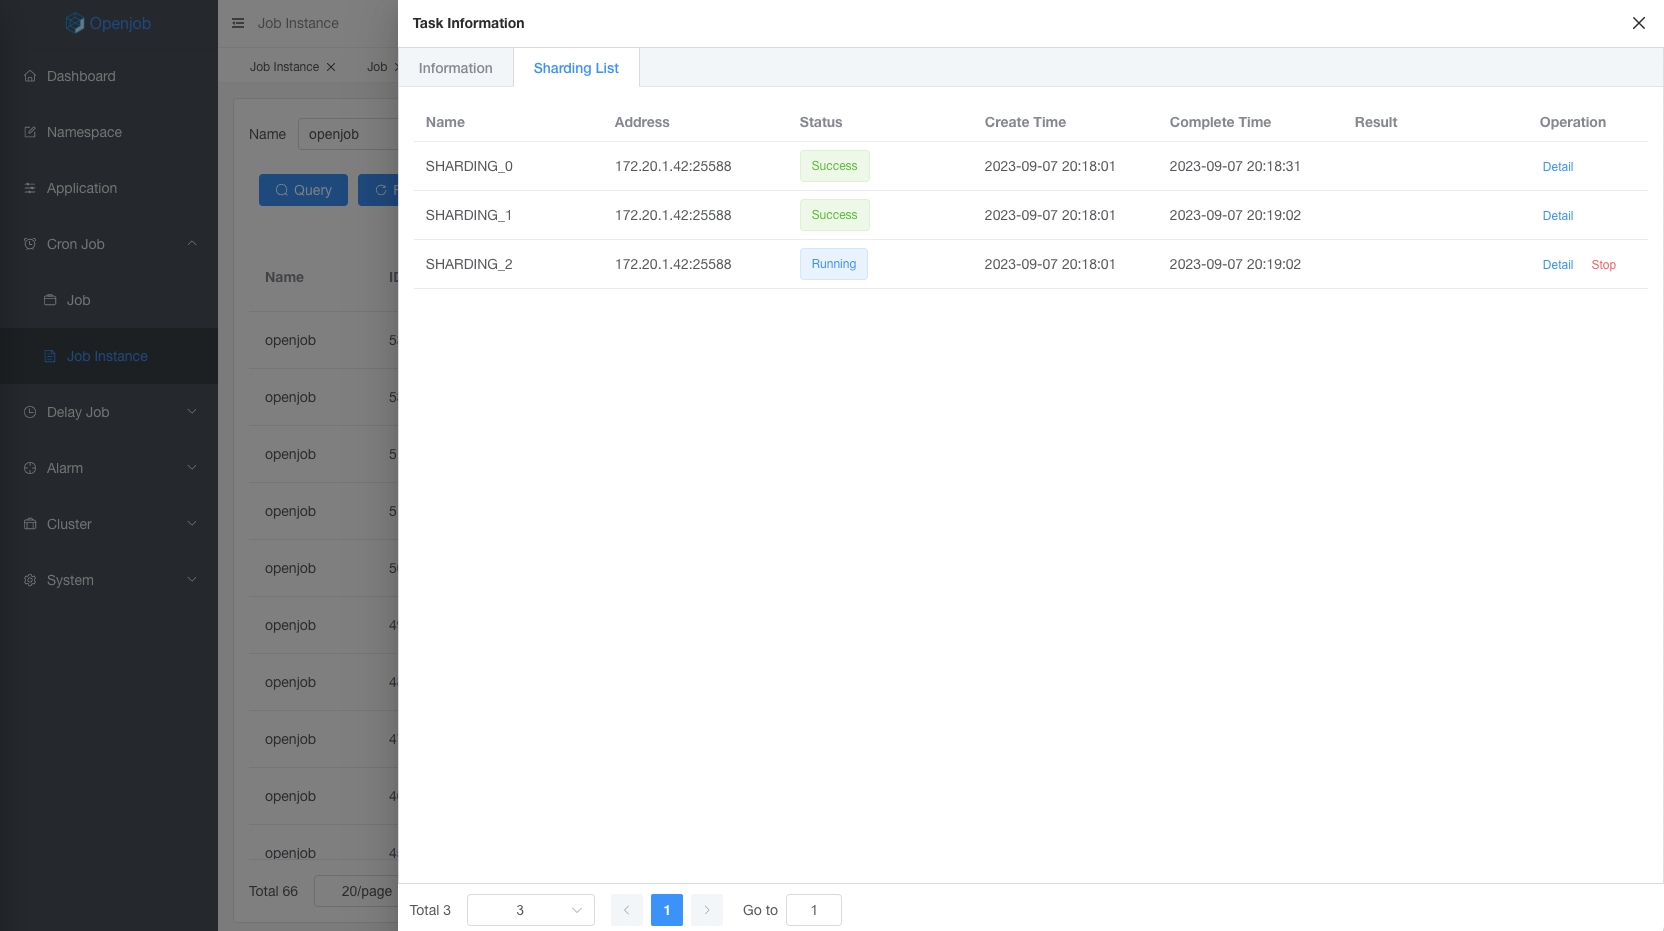 Openjob
Dashboard
Namespace
Application
Cron Job
Job
Job Instance
Delay Job
Alarm
Cluster
System
Job Instance
Job Instance
Job
Name
openjob
Query
Name
openjob
openjob
openjob
openjob
openjob
openjob
openjob
openjob
openjob
openjob
Total 66
20/page
Task Information
Information
Sharding List
Name Address Status Create Time Complete Time Result Operation
SHARDING_0 172.20.1.42:25588 Success 2023-09-07 20:18:01 2023-09-07 20:18:31 Detail
SHARDING_1 172.20.1.42:25588 Success 2023-09-07 20:18:01 2023-09-07 20:19:02 Detail
SHARDING_2 172.20.1.42:25588 Running 2023-09-07 20:18:01 2023-09-07 20:19:02 Detail Stop
Total 3 3 1 Go to 1